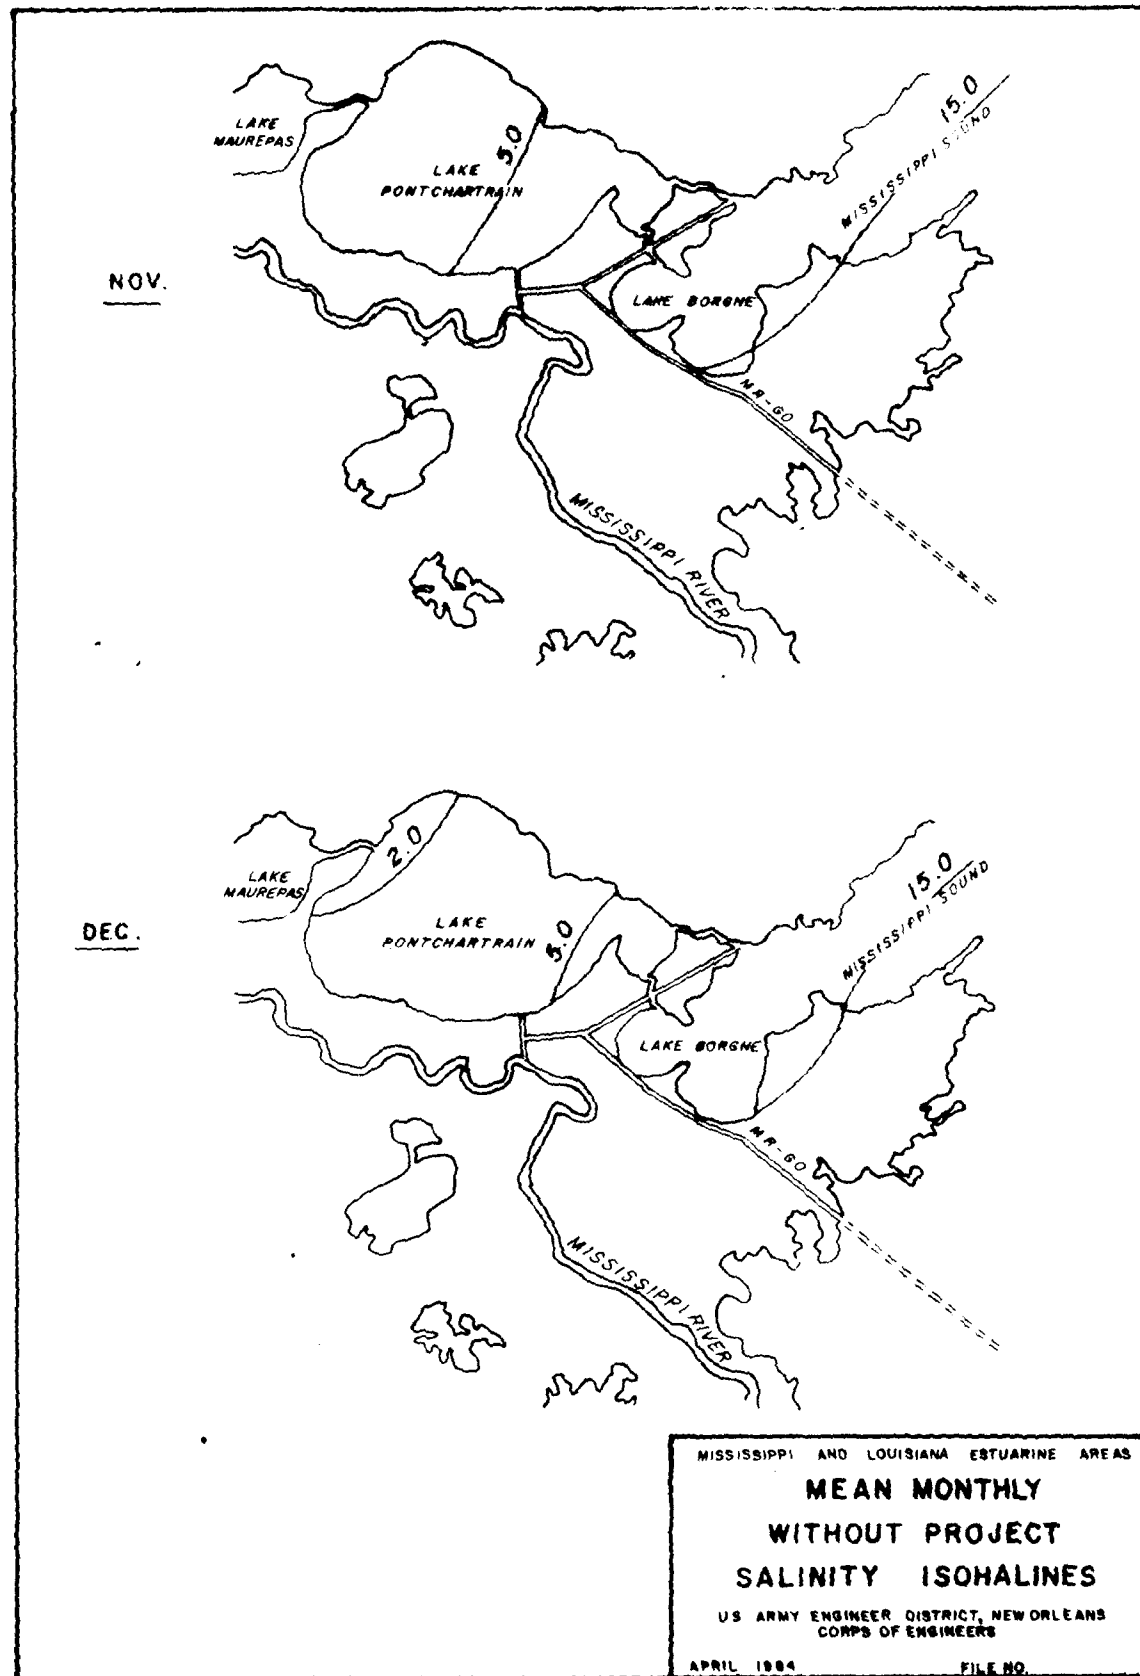 NOV.
LAKE
MAUREPAS
LAKE
PONTCHARTRAIN
5.0
15.0
MISSISSIPPI SOUND
LAKE BORGNE
MR-GO
MISSISSIPPI RIVER
DEC.
LAKE
MAUREPAS
2.0
LAKE
PONTCHARTRAIN
5.0
15.0
MISSISSIPPI SOUND
LAKE BORGNE
MR-GO
MISSISSIPPI RIVER
MISSISSIPPI AND LOUISIANA ESTUARINE AREAS
MEAN MONTHLY
WITHOUT PROJECT
SALINITY ISOHALINES
US ARMY ENGINEER DISTRICT, NEW ORLEANS
CORPS OF ENGINEERS
APRIL 1984 FILE NO.